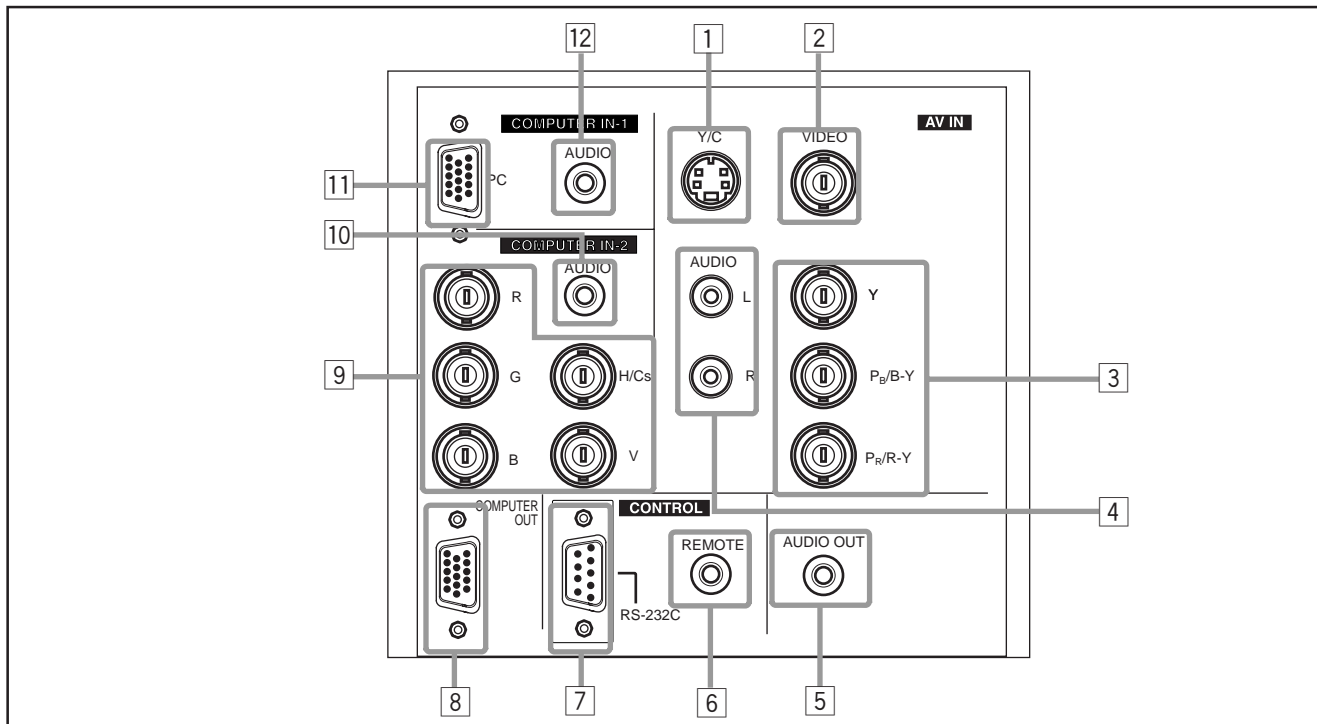 12
1
2
COMPUTER IN-1
AV IN
AUDIO
Y/C
VIDEO
11
PC
10
COMPUTER IN-2
AUDIO
AUDIO
R
L
Y
9
G
H/Cs
R
PB/B-Y
3
B
V
PR/R-Y
4
COMPUTER
OUT
CONTROL
REMOTE
AUDIO OUT
RS-232C
8
7
6
5